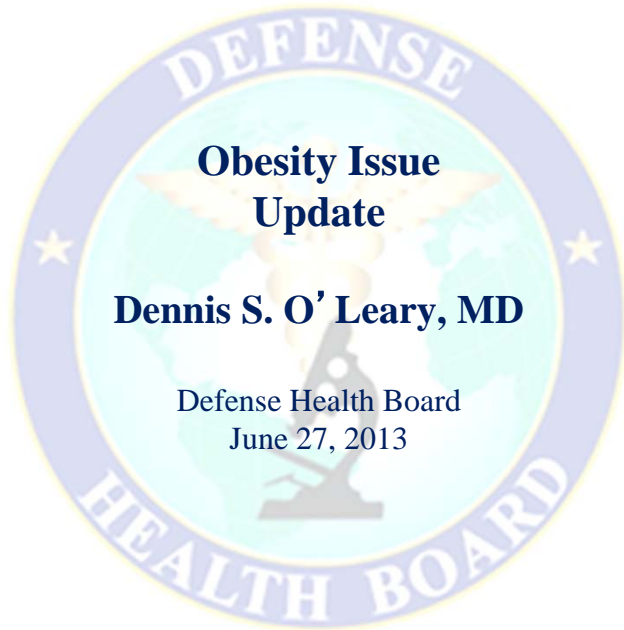 DEFENSE
Obesity Issue
Update
Dennis S. O’ Leary, MD
Defense Health Board
June 27, 2013
HEALTH BOARD